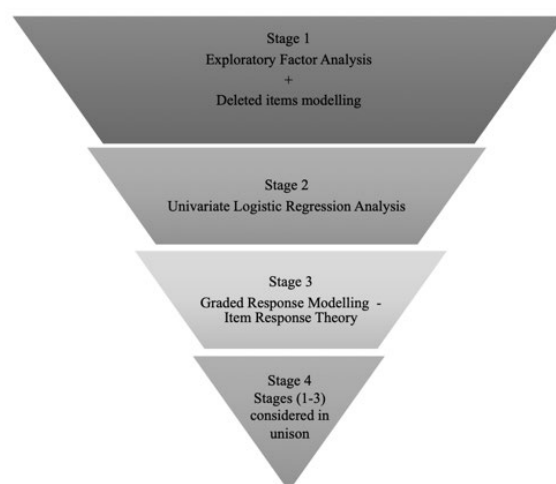 Stage 1
Exploratory Factor Analysis
+
Deleted items modelling
Stage 2
Univariate Logistic Regression Analysis
Stage 3
Graded Response Modelling -
Item Response Theory
Stage 4
Stages (1-3)
considered in
unison